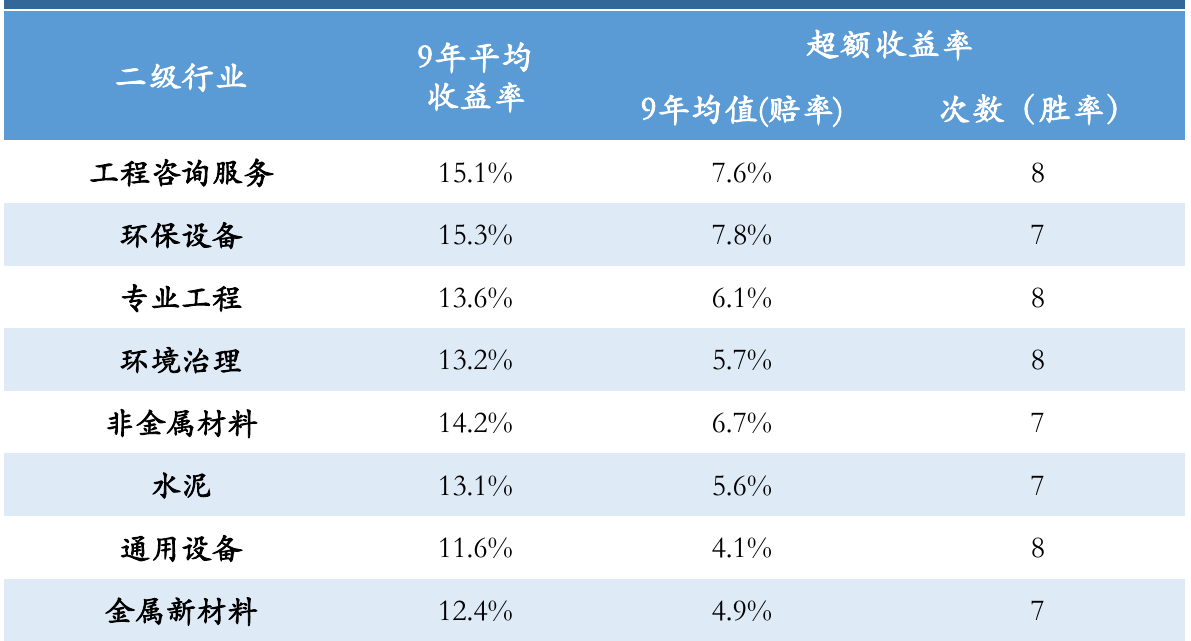 二级行业 9年平均收益率 超额收益率
9年均值(赔率) 次数（胜率）
工程咨询服务 15.1% 7.6% 8
环保设备 15.3% 7.8% 7
专业工程 13.6% 6.1% 8
环境治理 13.2% 5.7% 8
非金属材料 14.2% 6.7% 7
水泥 13.1% 5.6% 7
通用设备 11.6% 4.1% 8
金属新材料 12.4% 4.9% 7